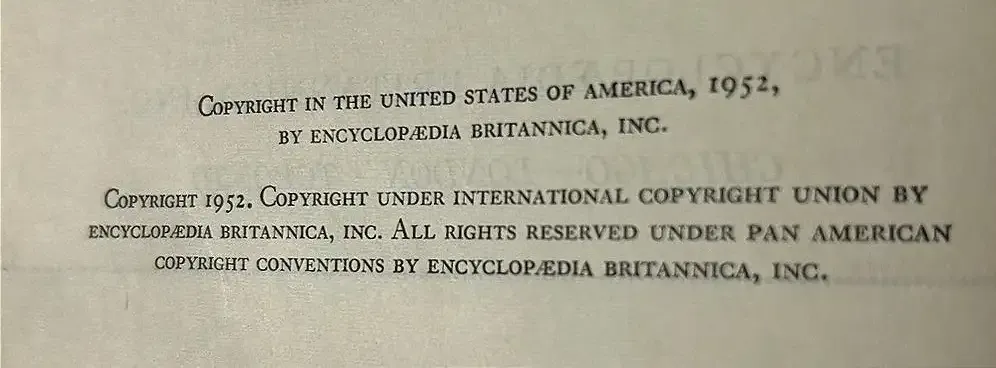 Copyright in the united states of america, 1952,
by encyclopædia britannica, inc.
Copyright 1952. Copyright under international copyright union by
encyclopædia britannica, inc. All rights reserved under pan american
copyright conventions by encyclopædia britannica, inc.